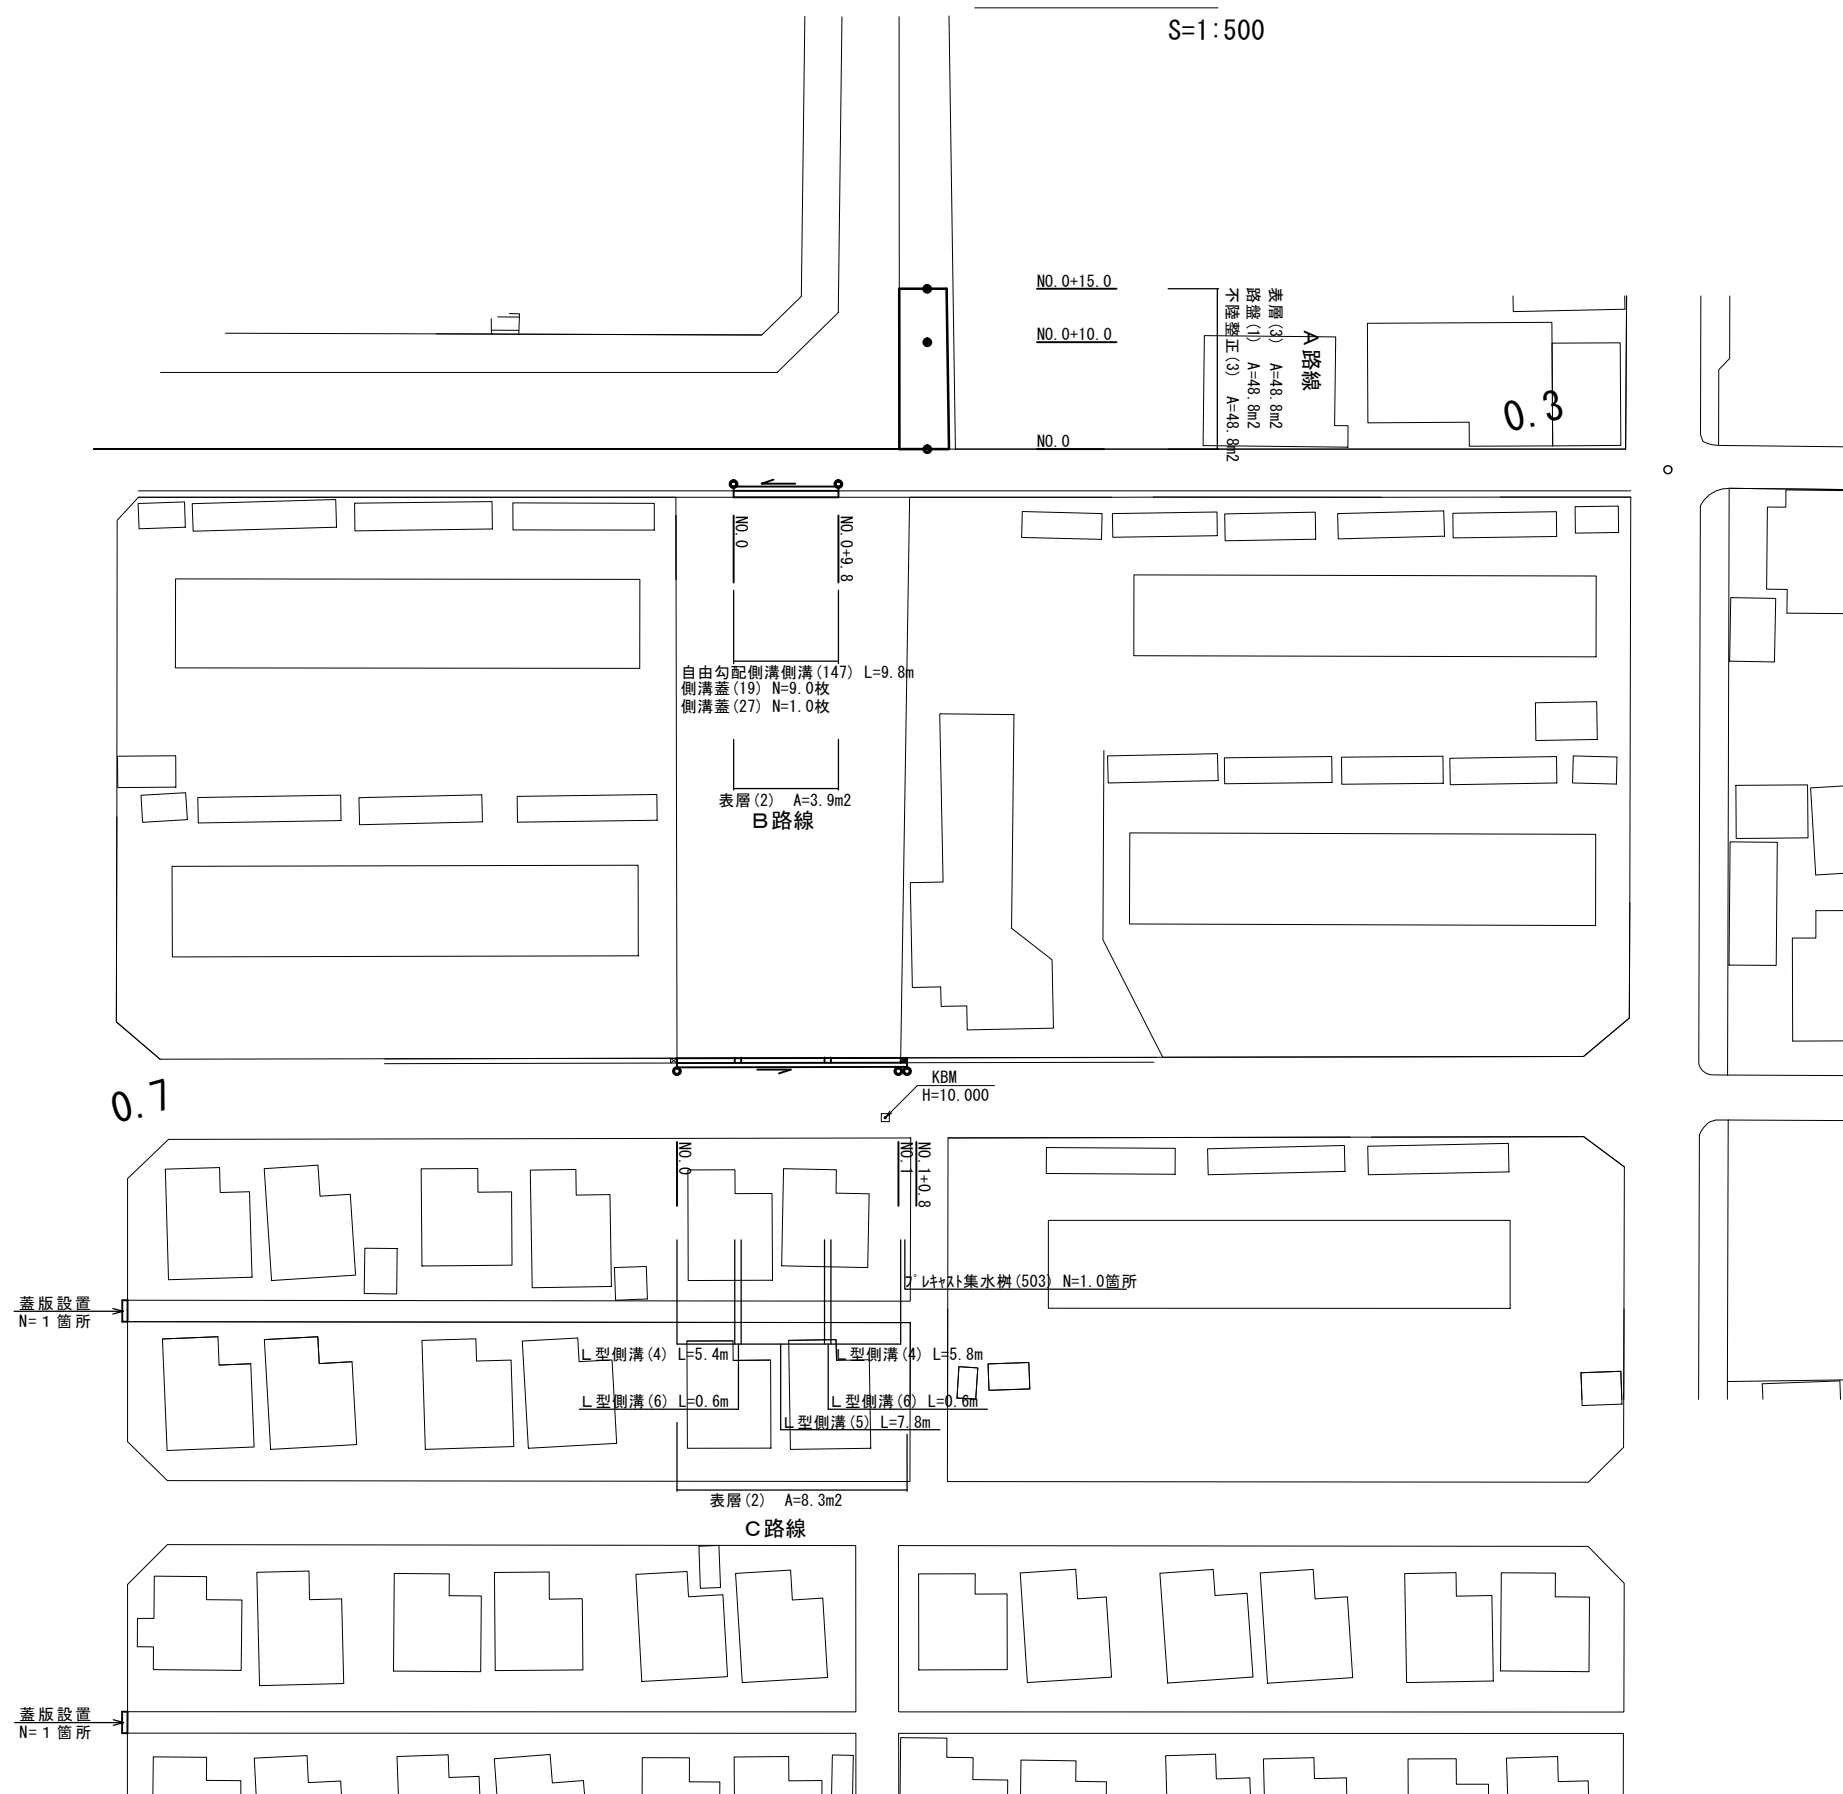 S=1:500
NO.0+15.0
NO.0+10.0
NO.0
A路線
表層(3) A=48.8m2
路盤(1) A=48.8m2
不陸整正(3) A=48.8m2
0.3
NO.0
NO.0+9.8
自由勾配側溝側溝(147) L=9.8m
側溝蓋(19) N=9.0枚
側溝蓋(27) N=1.0枚
表層(2) A=3.9m2
B路線
0.7
KBM
H=10.000
NO.0
NO.1
NO.1+0.8
プレキャスト集水桝(503) N=1.0箇所
蓋版設置
N=1箇所
L型側溝(4) L=5.4m
L型側溝(4) L=5.8m
L型側溝(6) L=0.6m
L型側溝(6) L=0.6m
L型側溝(5) L=7.8m
表層(2) A=8.3m2
C路線
蓋版設置
N=1箇所